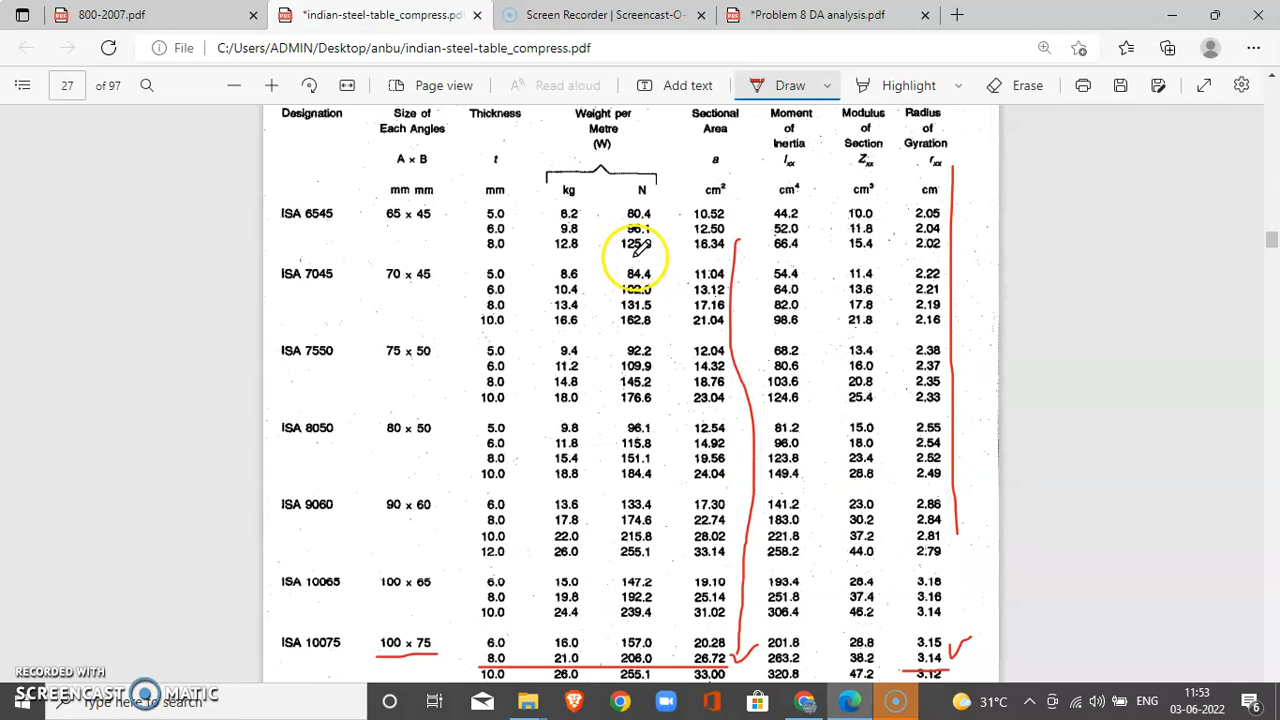 800-2007.pdf *indian-steel-table_compress.pdf Screen Recorder | Screencast-O- *Problem 8 DA analysis.pdf
File C:/Users/ADMIN/Desktop/anbu/indian-steel-table_compress.pdf
27 of 97 Page view Read aloud Add text Draw Highlight Erase
Designation Size of Each Angles Thickness Weight per Metre (W) Sectional Area Moment of Inertia Modulus of Section Radius of Gyration
A × B t a Ixx Zxx rxx
mm mm mm kg N cm² cm⁴ cm³ cm
ISA 6545 65 × 45 5.0 8.2 80.4 10.52 44.2 10.0 2.05
6.0 9.8 96.1 12.50 52.0 11.8 2.04
8.0 12.8 16.34 66.4 15.4 2.02
ISA 7045 70 × 45 5.0 8.6 84.4 11.04 54.4 11.4 2.22
6.0 10.4 102.0 13.12 64.0 13.6 2.21
8.0 13.4 131.5 17.16 82.0 17.8 2.19
10.0 16.6 162.8 21.04 98.6 21.8 2.16
ISA 7550 75 × 50 5.0 9.4 92.2 12.04 68.2 13.4 2.38
6.0 11.2 109.9 14.32 80.6 16.0 2.37
8.0 14.8 145.2 18.76 103.6 20.8 2.35
10.0 18.0 176.6 23.04 124.6 25.4 2.33
ISA 8050 80 × 50 5.0 9.8 96.1 12.54 81.2 15.0 2.55
6.0 11.8 115.8 14.92 96.0 18.0 2.54
8.0 15.4 151.1 19.56 123.8 23.4 2.52
10.0 18.8 184.4 24.04 149.4 28.8 2.49
ISA 9060 90 × 60 6.0 13.6 133.4 17.30 141.2 23.0 2.86
8.0 17.8 174.6 22.74 183.0 30.2 2.84
10.0 22.0 215.8 28.02 221.8 37.2 2.81
12.0 26.0 255.1 33.14 258.2 44.0 2.79
ISA 10065 100 × 65 6.0 15.0 147.2 19.10 193.4 28.4 3.18
8.0 19.8 192.2 25.14 251.8 37.4 3.16
10.0 24.4 239.4 31.02 306.4 46.2 3.14
ISA 10075 100 × 75 6.0 16.0 157.0 20.28 201.8 28.8 3.15
8.0 21.0 206.0 26.72 263.2 38.2 3.14
10.0 26.0 255.1 33.00 320.8 47.2 3.12
RECORDED WITH
SCREENCAST MATIC
Type here to search 31°C ENG 11:53
03-06-2022 6